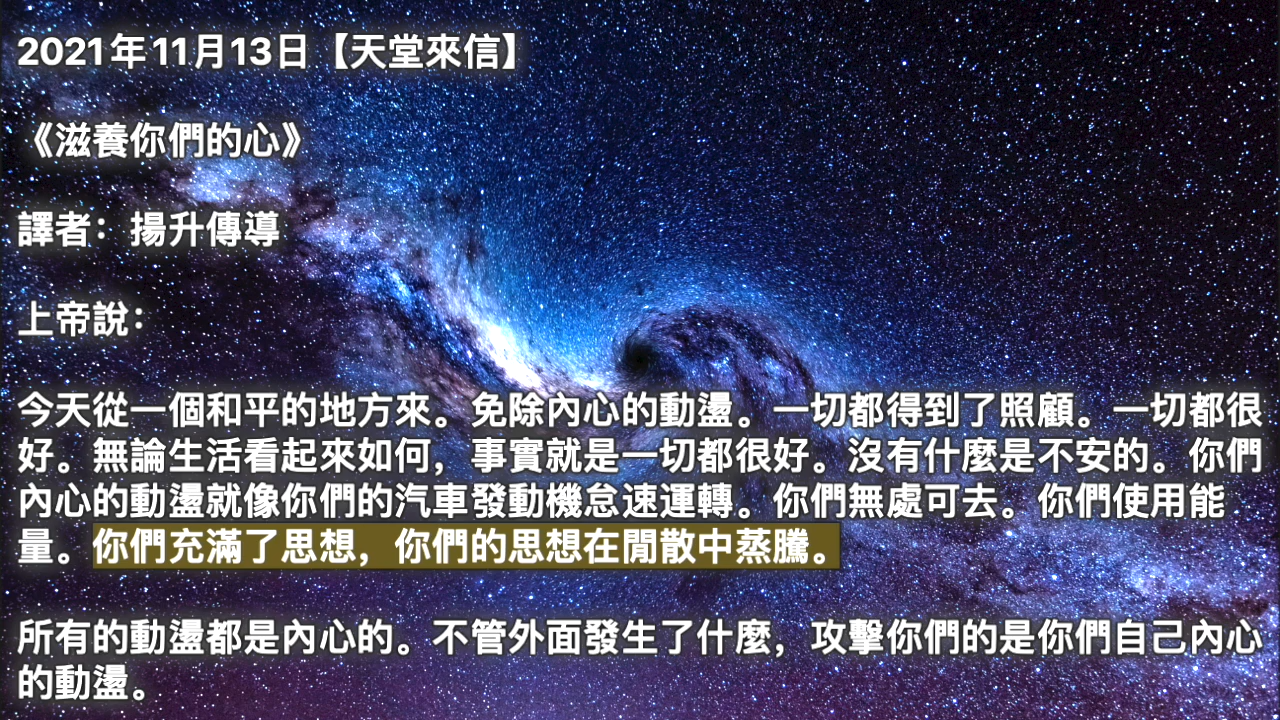 2021年11月13日【天堂來信】
《滋養你們的心》
譯者：揚升傳導
上帝說：
今天從一個和平的地方來。免除內心的動盪。一切都得到了照顧。一切都很
好。無論生活看起來如何，事實就是一切都很好。沒有什麼是不安的。你們
內心的動盪就像你們的汽車發動機怠速運轉。你們無處可去。你們使用能
量。你們充滿了思想，你們的思想在閒散中蒸騰。
所有的動盪都是內心的。不管外面發生了什麼，攻擊你們的是你們自己內心
的動盪。